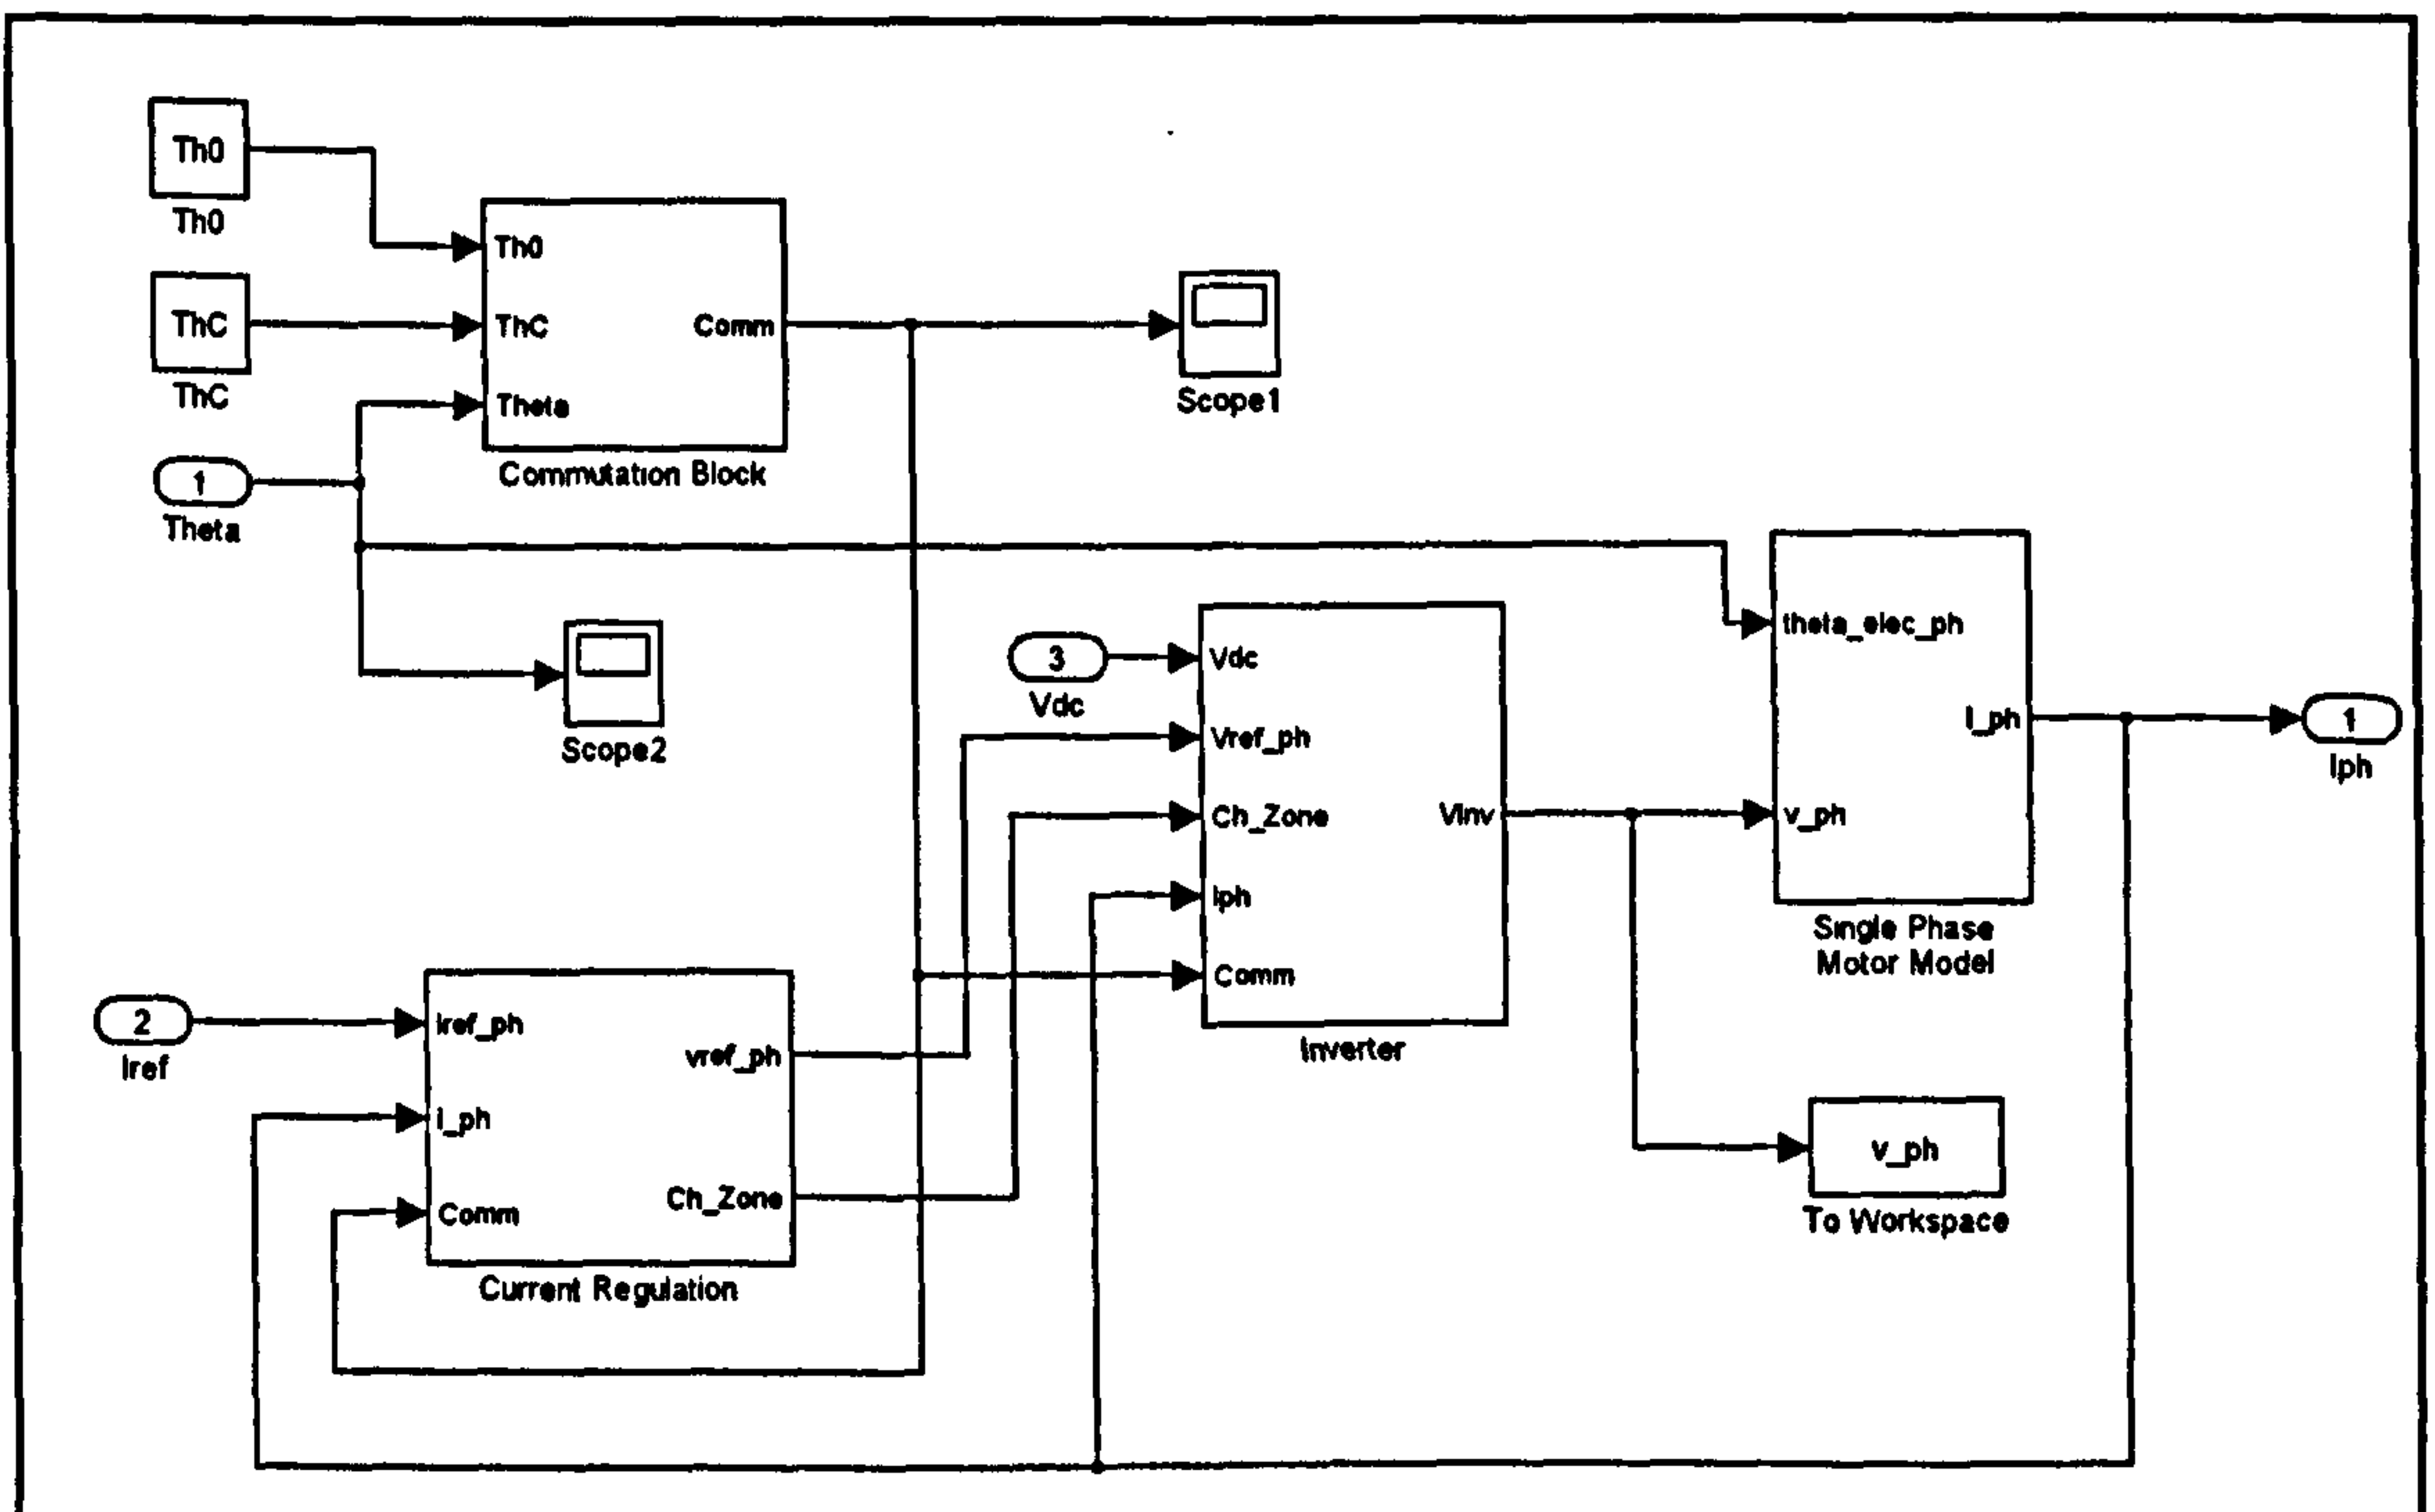 Th0
Th0
ThC
ThC
1
Theta
Th0
ThC
Theta
Comm
Commutation Block
Scope1
Scope2
3
Vdc
Vdc
Vref_ph
Ch_Zone
Iph
Comm
VInv
Inverter
theta_elec_ph
v_ph
I_ph
Single Phase
Motor Model
1
Iph
2
Iref
Iref_ph
I_ph
Comm
vref_ph
Ch_Zone
Current Regulation
v_ph
To Workspace